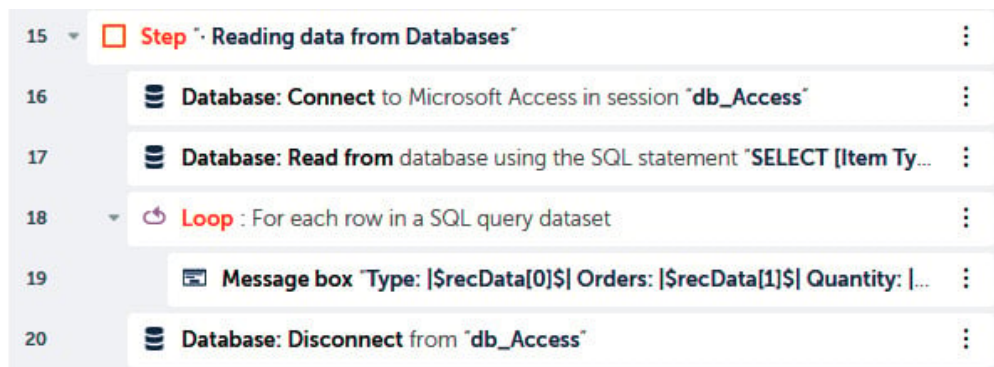 15 Step "· Reading data from Databases"
16 Database: Connect to Microsoft Access in session "db_Access"
17 Database: Read from database using the SQL statement "SELECT [Item Ty...
18 Loop : For each row in a SQL query dataset
19 Message box "Type: |$recData[0]$| Orders: |$recData[1]$| Quantity: |...
20 Database: Disconnect from "db_Access"